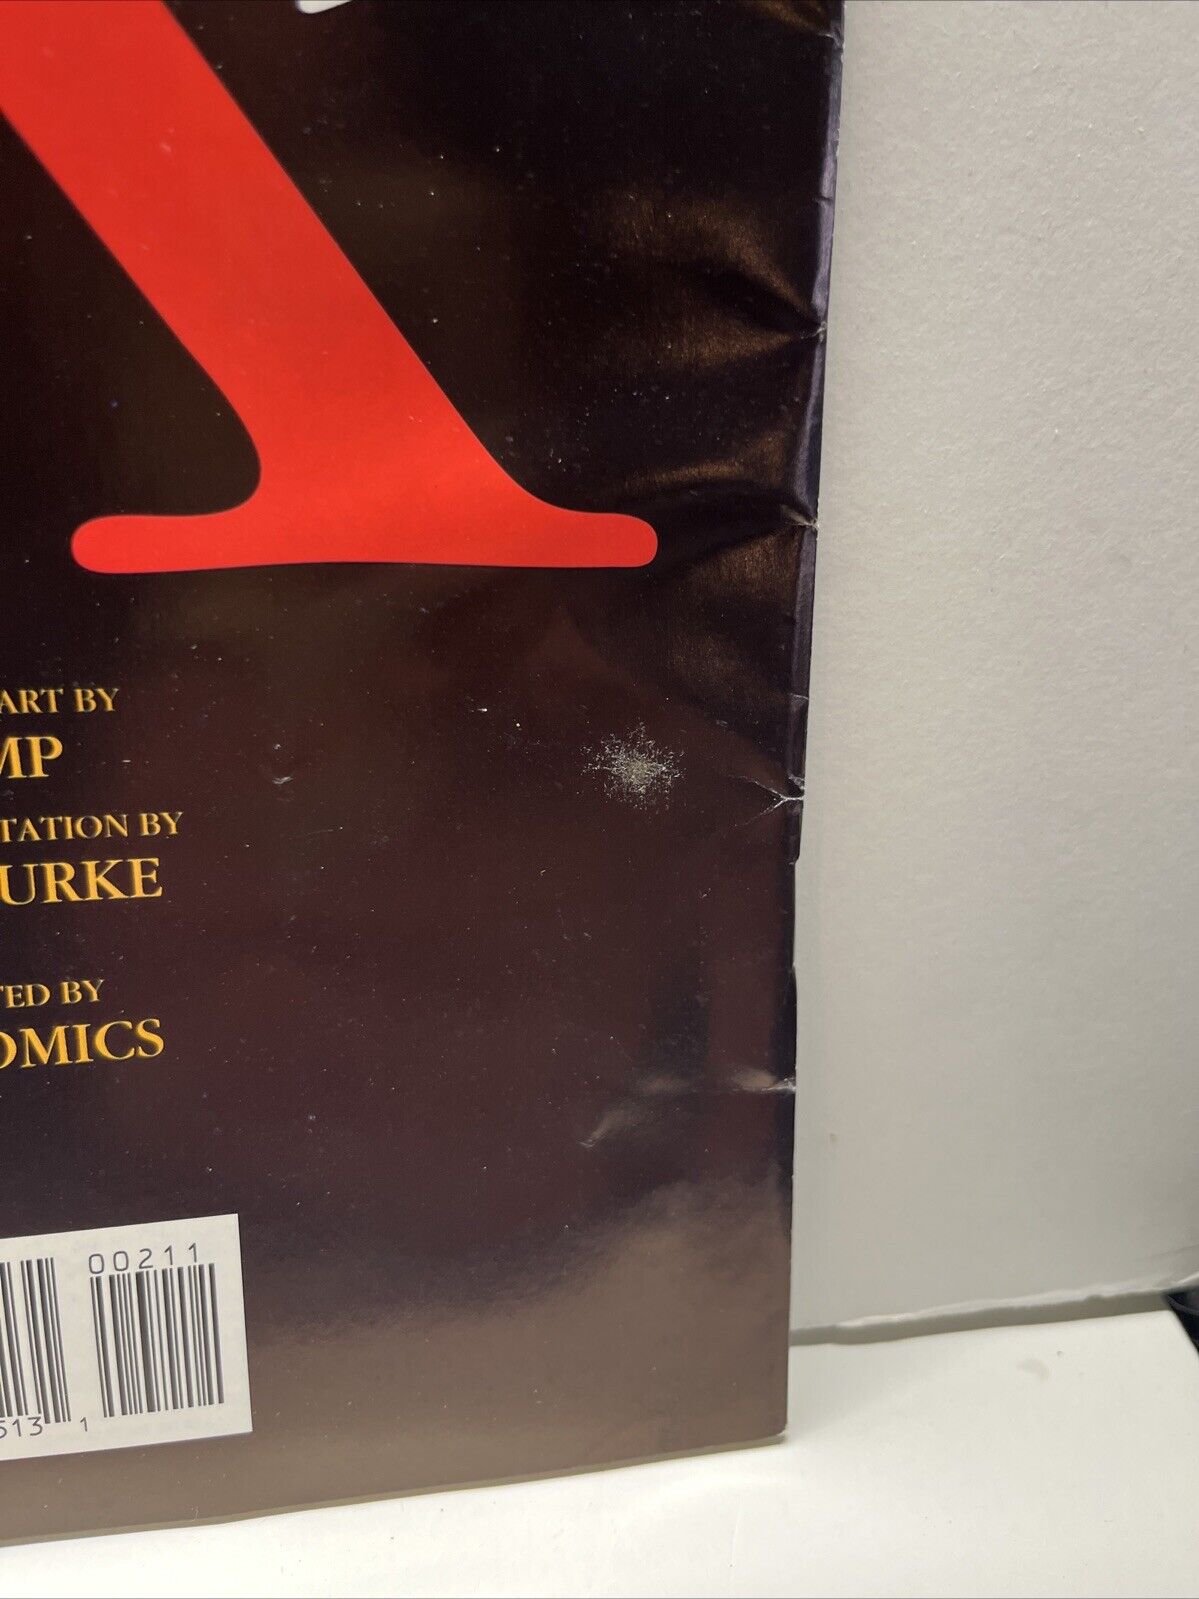 X
ART BY
MP
TATION BY
URKE
TED BY
OMICS
00211
513 1